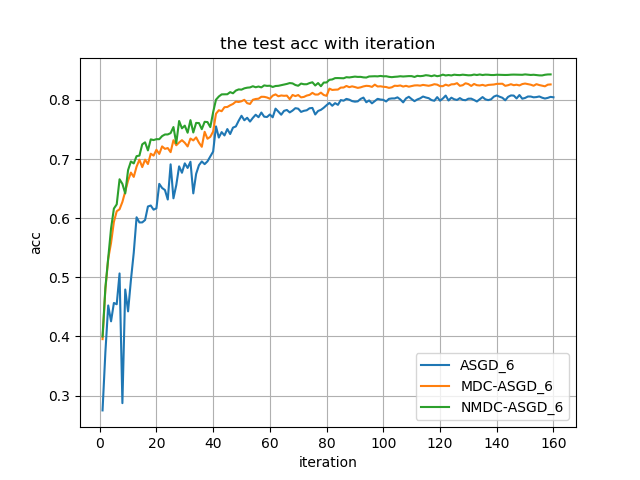 the test acc with iteration
acc
0.8
0.7
0.6
0.5
0.4
0.3
ASGD_6
MDC-ASGD_6
NMDC-ASGD_6
0 20 40 60 80 100 120 140 160
iteration